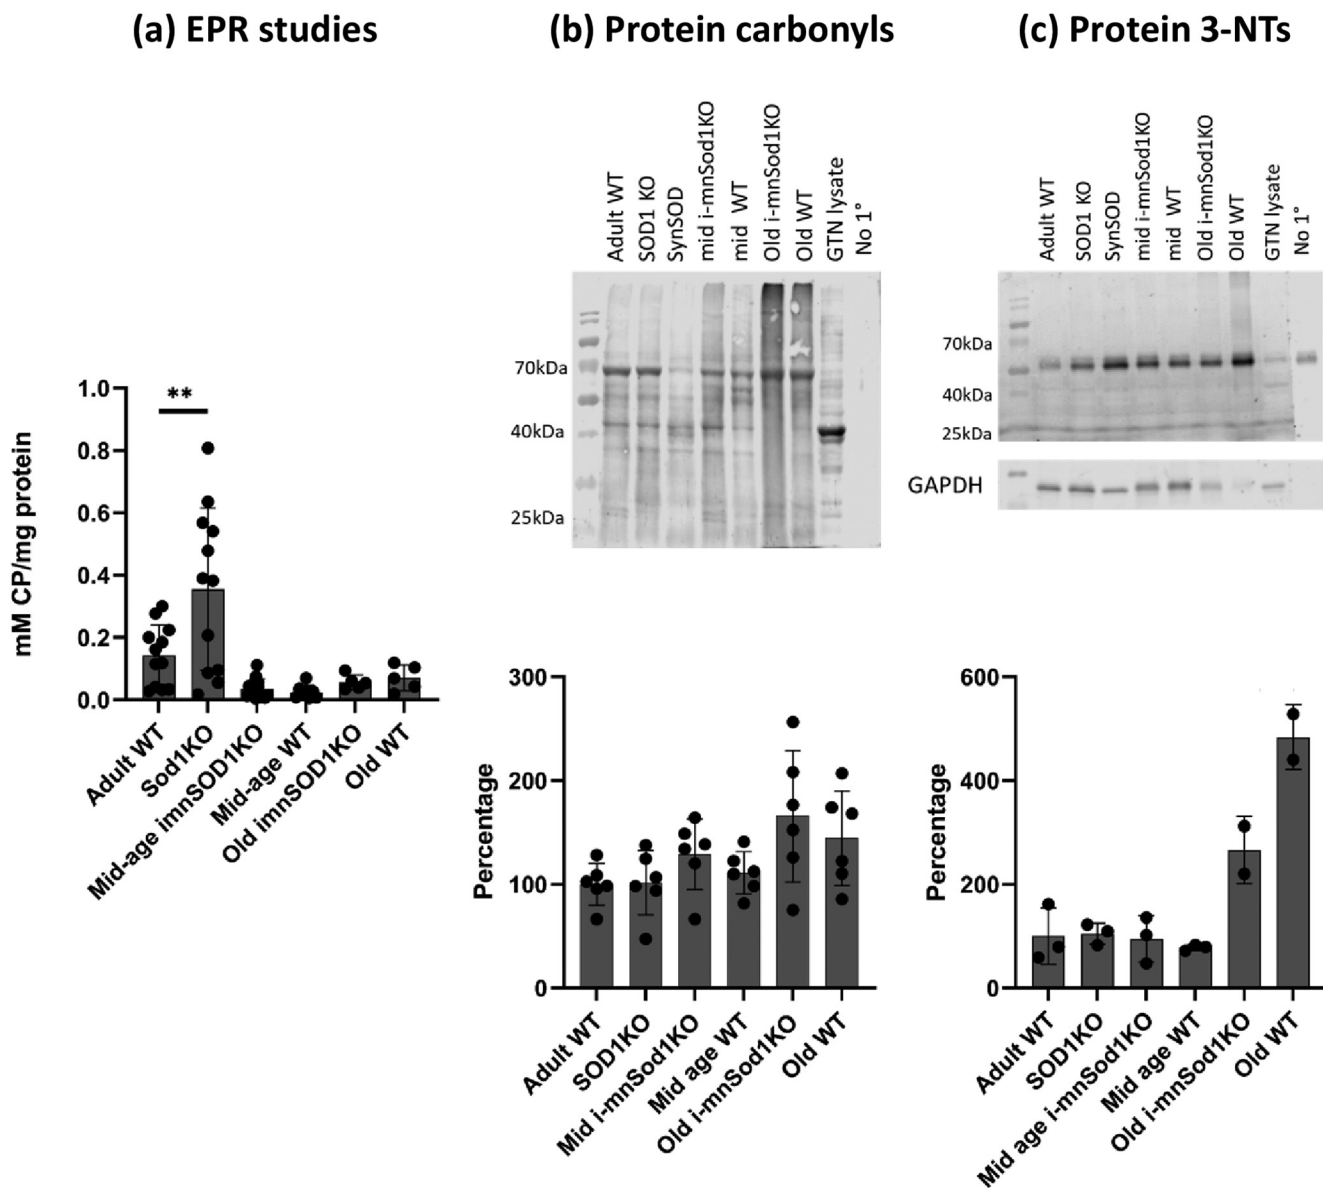 (a) EPR studies
mM CP/mg protein
1.0
0.8
0.6
0.4
0.2
0.0
**
Adult WT
Sod1KO
Mid-age imnSOD1KO
Mid-age WT
Old imnSOD1KO
Old WT
(b) Protein carbonyls
Adult WT
SOD1 KO
SynSOD
mid i-mnSod1KO
mid WT
Old i-mnSod1KO
Old WT
GTN lysate
No 1°
70kDa
40kDa
25kDa
Percentage
300
200
100
0
Adult WT
SOD1KO
Mid i-mnSod1KO
Mid age WT
Old i-mnSod1KO
Old WT
(c) Protein 3-NTs
Adult WT
SOD1 KO
SynSOD
mid i-mnSod1KO
mid WT
Old i-mnSod1KO
Old WT
GTN lysate
No 1°
70kDa
40kDa
25kDa
GAPDH
Percentage
600
400
200
0
Adult WT
SOD1KO
Mid age i-mnSod1KO
Mid age WT
Old i-mnSod1KO
Old WT